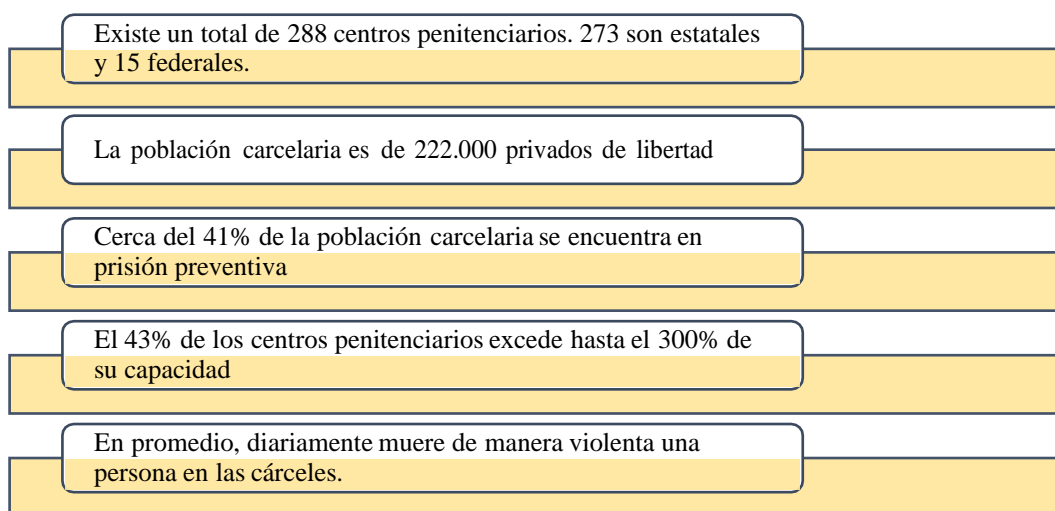 Existe un total de 288 centros penitenciarios. 273 son estatales
y 15 federales.
La población carcelaria es de 222.000 privados de libertad
Cerca del 41% de la población carcelaria se encuentra en
prisión preventiva
El 43% de los centros penitenciarios excede hasta el 300% de
su capacidad
En promedio, diariamente muere de manera violenta una
persona en las cárceles.